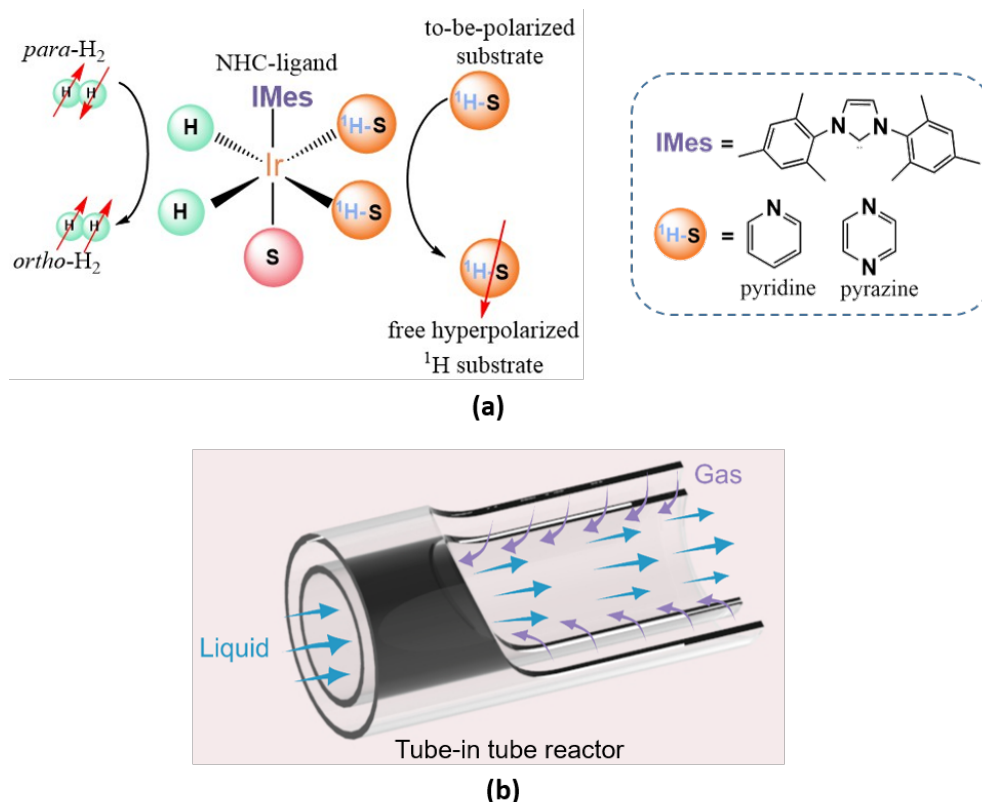 para-H2
H H
H H
ortho-H2
NHC-ligand
IMes
H
1H-S
Ir
H
1H-S
S
to-be-polarized
substrate
1H-S
1H-S
free hyperpolarized
1H substrate
IMes =
N N
..
1H-S =
N
N
N
pyridine
pyrazine
(a)
Gas
Liquid
Tube-in tube reactor
(b)